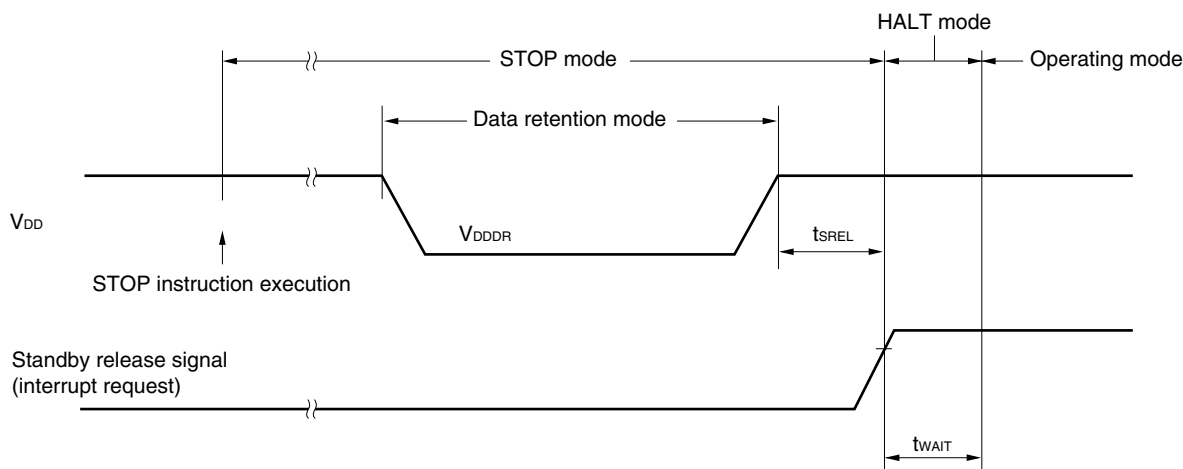 HALT mode
STOP mode
Operating mode
Data retention mode
VDD
VDDDR
tSREL
STOP instruction execution
Standby release signal
(interrupt request)
tWAIT